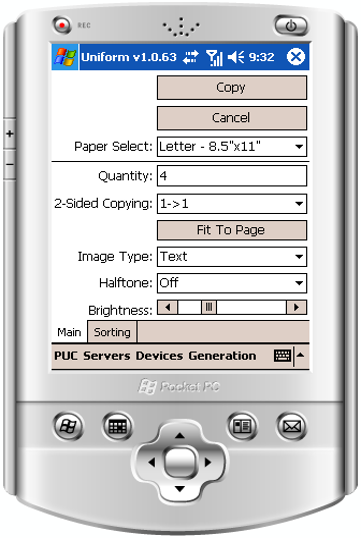 REC
Uniform v1.0.63 9:32
Copy
Cancel
Paper Select: Letter - 8.5"x11"
Quantity: 4
2-Sided Copying: 1->1
Fit To Page
Image Type: Text
Halftone: Off
Brightness:
Main Sorting
PUC Servers Devices Generation
Pocket PC